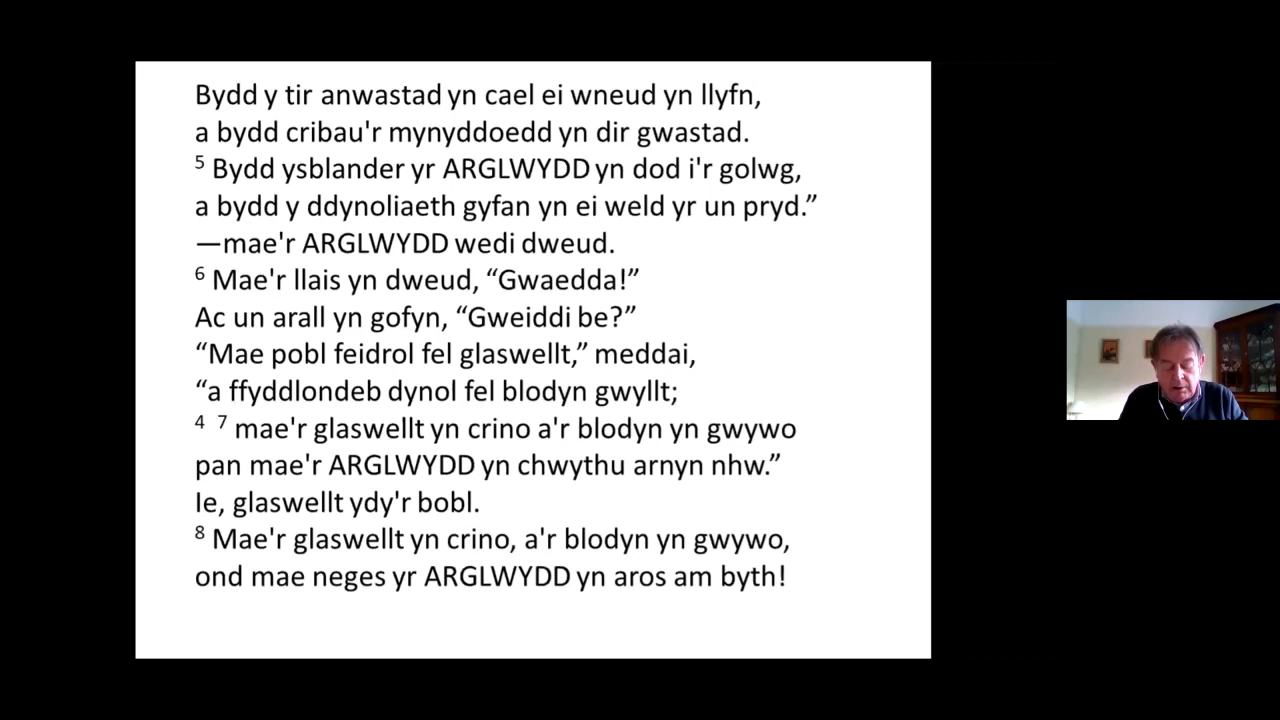 Bydd y tir anwastad yn cael ei wneud yn llyfn,
a bydd cribau'r mynyddoedd yn dir gwastad.
5 Bydd ysblander yr ARGLWYDD yn dod i'r golwg,
a bydd y ddynoliaeth gyfan yn ei weld yr un pryd.”
—mae'r ARGLWYDD wedi dweud.
6 Mae'r llais yn dweud, “Gwaedda!”
Ac un arall yn gofyn, “Gweiddi be?”
“Mae pobl feidrol fel glaswellt,” meddai,
“a ffyddlondeb dynol fel blodyn gwyllt;
4 7 mae'r glaswellt yn crino a'r blodyn yn gwywo
pan mae'r ARGLWYDD yn chwythu arnyn nhw.”
Ie, glaswellt ydy'r bobl.
8 Mae'r glaswellt yn crino, a'r blodyn yn gwywo,
ond mae neges yr ARGLWYDD yn aros am byth!